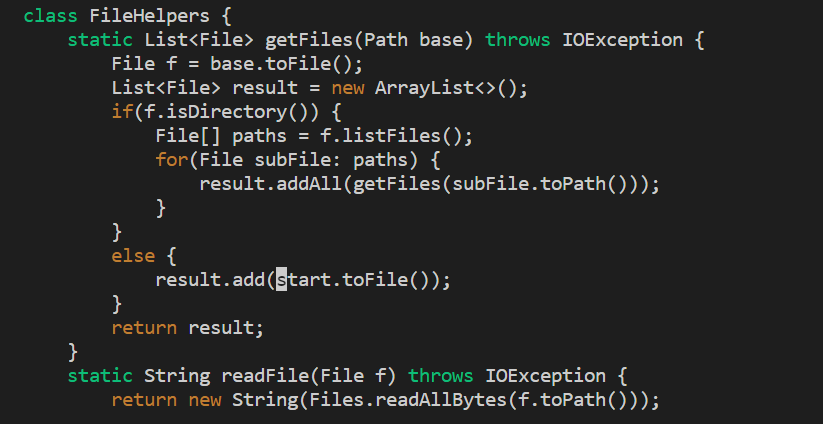 class FileHelpers {
    static List<File> getFiles(Path base) throws IOException {
        File f = base.toFile();
        List<File> result = new ArrayList<>();
        if(f.isDirectory()) {
            File[] paths = f.listFiles();
            for(File subFile: paths) {
                result.addAll(getFiles(subFile.toPath()));
            }
        }
        else {
            result.add(start.toFile());
        }
        return result;
    }
    static String readFile(File f) throws IOException {
        return new String(Files.readAllBytes(f.toPath()));